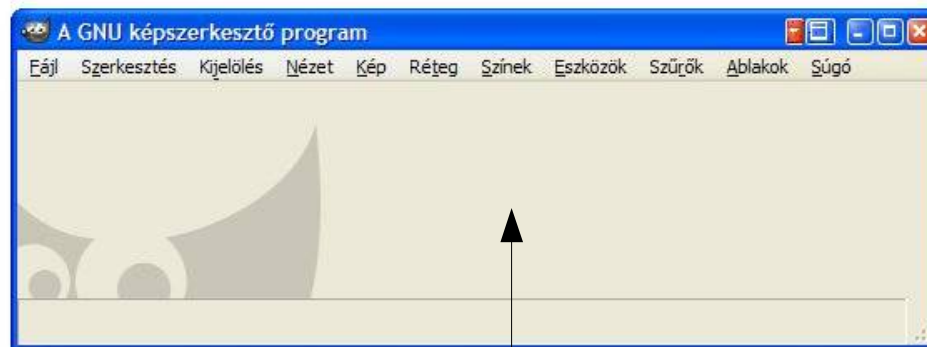 A GNU képszerkesztő program
Fájl Szerkesztés Kijelölés Nézet Kép Réteg Színek Eszközök Szűrők Ablakok Súgó